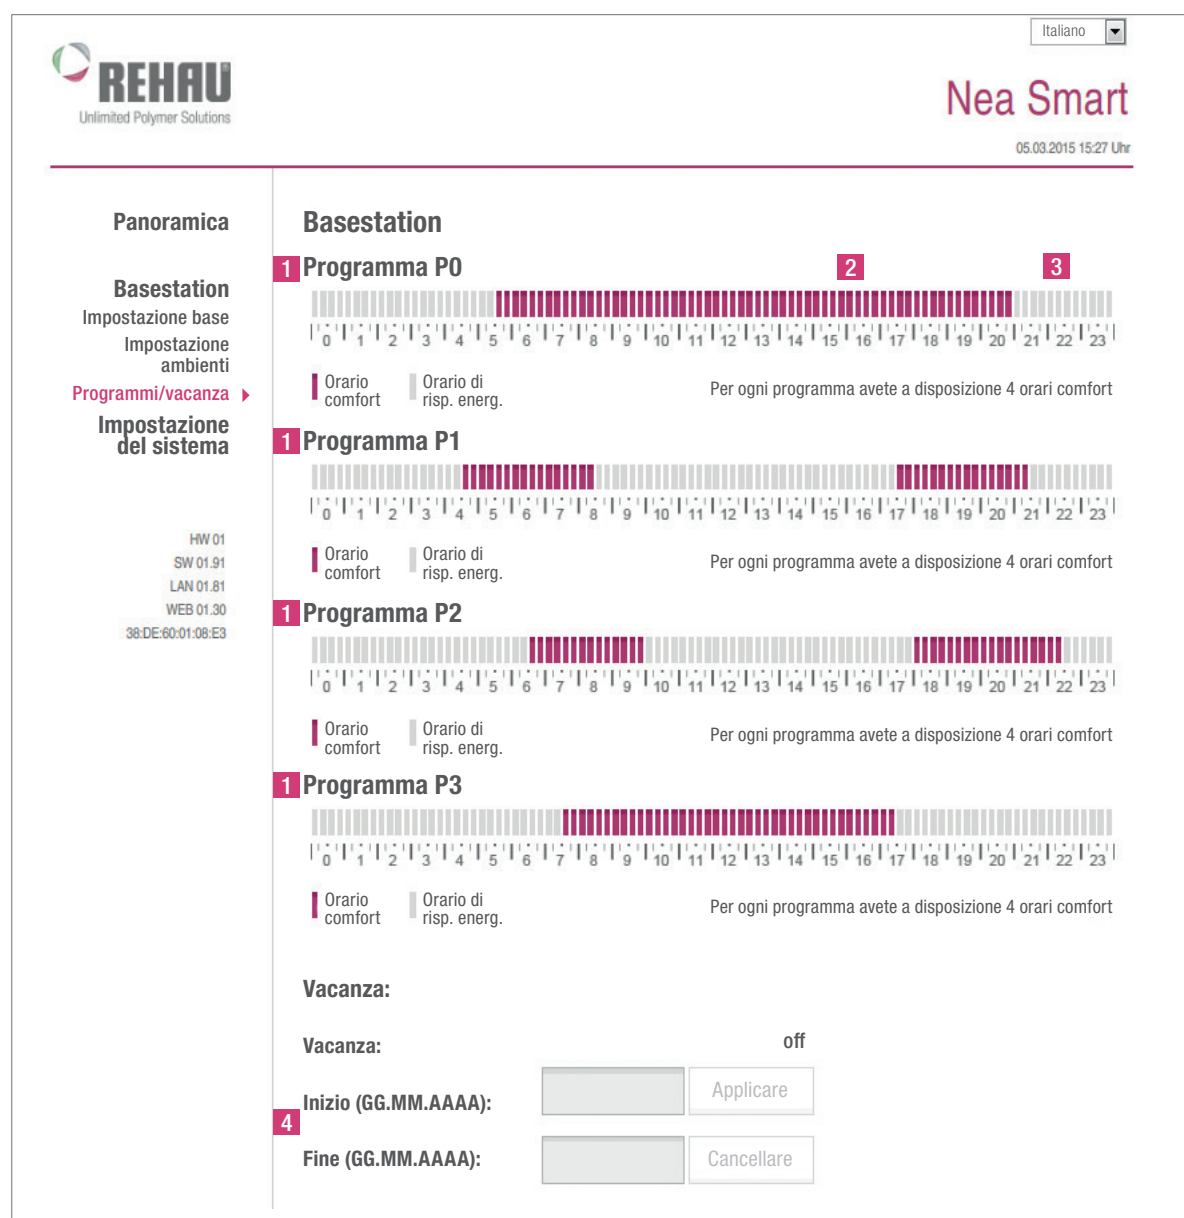 Italiano
REHAU®
Unlimited Polymer Solutions
Nea Smart
05.03.2015 15:27 Uhr
Panoramica
Basestation
Impostazione base
Impostazione
ambienti
Programmi/vacanza
Impostazione
del sistema
HW 01
SW 01.91
LAN 01.81
WEB 01.30
38:DE:60:01:08:E3
Basestation
1 Programma P0 2 3
0 1 2 3 4 5 6 7 8 9 10 11 12 13 14 15 16 17 18 19 20 21 22 23
Orario
comfort
Orario di
risp. energ.
Per ogni programma avete a disposizione 4 orari comfort
1 Programma P1
0 1 2 3 4 5 6 7 8 9 10 11 12 13 14 15 16 17 18 19 20 21 22 23
Orario
comfort
Orario di
risp. energ.
Per ogni programma avete a disposizione 4 orari comfort
1 Programma P2
0 1 2 3 4 5 6 7 8 9 10 11 12 13 14 15 16 17 18 19 20 21 22 23
Orario
comfort
Orario di
risp. energ.
Per ogni programma avete a disposizione 4 orari comfort
1 Programma P3
0 1 2 3 4 5 6 7 8 9 10 11 12 13 14 15 16 17 18 19 20 21 22 23
Orario
comfort
Orario di
risp. energ.
Per ogni programma avete a disposizione 4 orari comfort
Vacanza:
Vacanza: off
Inizio (GG.MM.AAAA): Applicare
4
Fine (GG.MM.AAAA): Cancellare